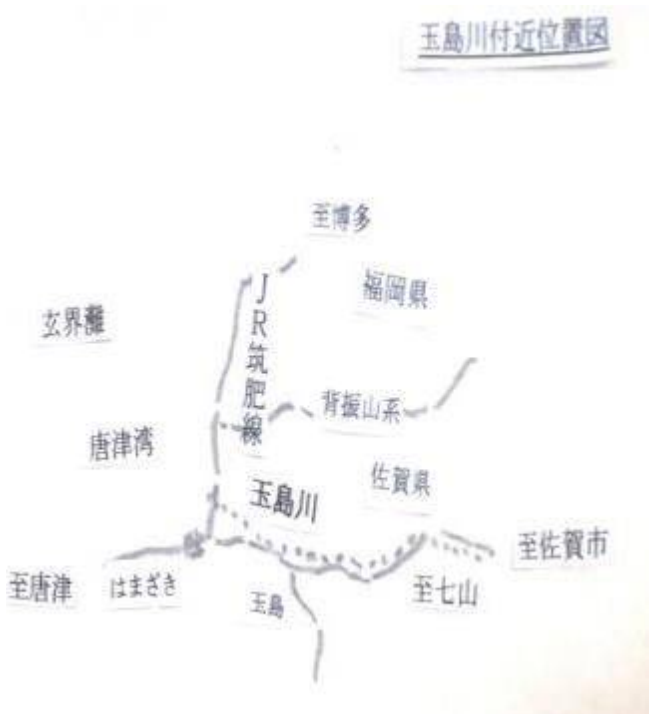 玉島川付近位置図
至博多
福岡県
玄界灘
JR筑肥線
背振山系
唐津湾
佐賀県
玉島川
至佐賀市
至唐津
はまざき
玉島
至七山